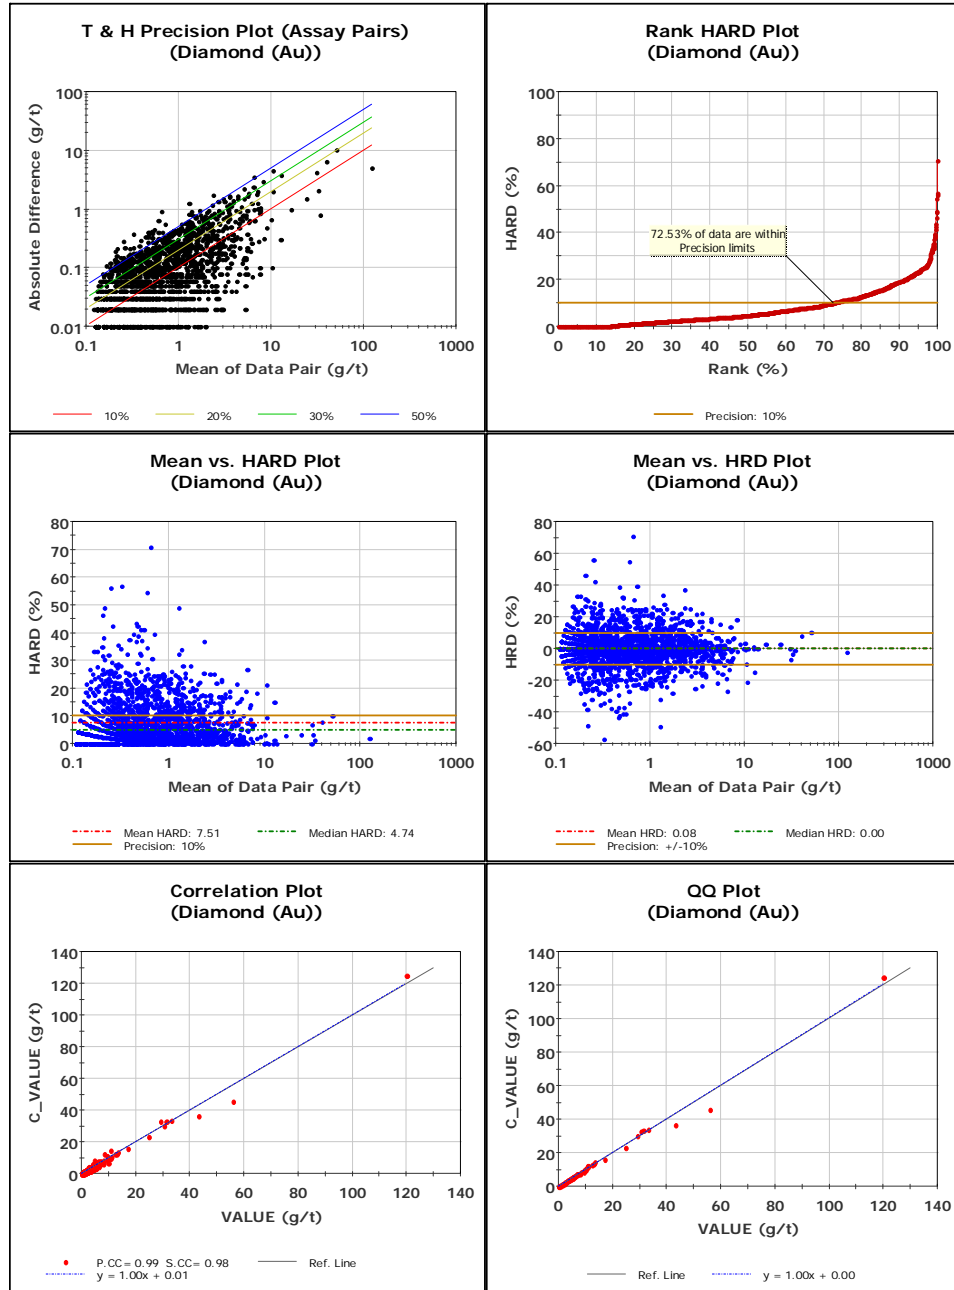 T & H Precision Plot (Assay Pairs)
(Diamond (Au))
Absolute Difference (g/t)
100
10
1
0.1
0.01
0.1 1 10 100 1000
Mean of Data Pair (g/t)
10% 20% 30% 50%
Rank HARD Plot
(Diamond (Au))
HARD (%)
100
80
60
40
20
0
72.53% of data are within
Precision limits
0 10 20 30 40 50 60 70 80 90 100
Rank (%)
Precision: 10%
Mean vs. HARD Plot
(Diamond (Au))
HARD (%)
80
70
60
50
40
30
20
10
0
0.1 1 10 100 1000
Mean of Data Pair (g/t)
Mean HARD: 7.51 Median HARD: 4.74
Precision: 10%
Mean vs. HRD Plot
(Diamond (Au))
HRD (%)
80
60
40
20
0
-20
-40
-60
0.1 1 10 100 1000
Mean of Data Pair (g/t)
Mean HRD: 0.08 Median HRD: 0.00
Precision: +/-10%
Correlation Plot
(Diamond (Au))
C_VALUE (g/t)
140
120
100
80
60
40
20
0
0 20 40 60 80 100 120 140
VALUE (g/t)
P.CC= 0.99 S.CC= 0.98 Ref. Line
y = 1.00x + 0.01
QQ Plot
(Diamond (Au))
C_VALUE (g/t)
140
120
100
80
60
40
20
0
0 20 40 60 80 100 120 140
VALUE (g/t)
Ref. Line y = 1.00x + 0.00